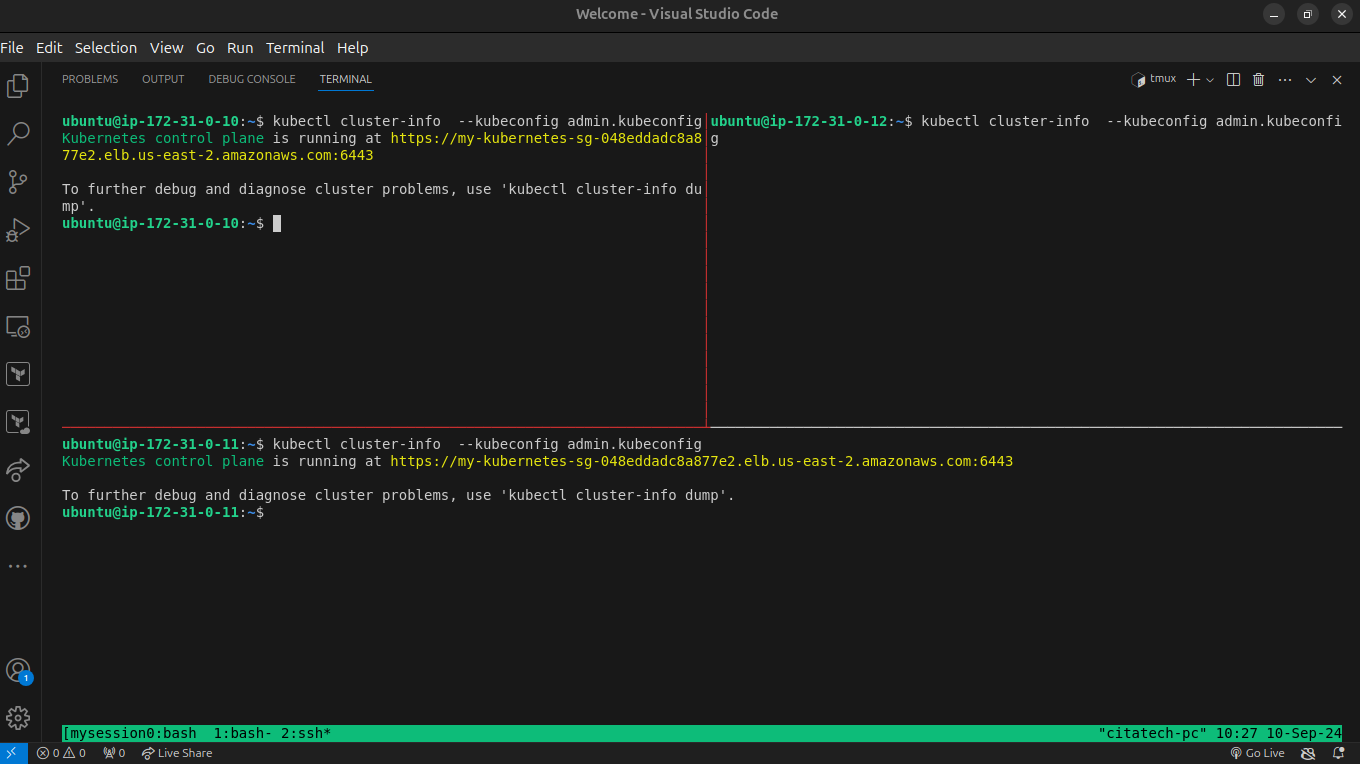 Welcome - Visual Studio Code
File Edit Selection View Go Run Terminal Help
PROBLEMS OUTPUT DEBUG CONSOLE TERMINAL
tmux
ubuntu@ip-172-31-0-10:~$ kubectl cluster-info  --kubeconfig admin.kubeconfig
Kubernetes control plane is running at https://my-kubernetes-sg-048eddadc8a8
77e2.elb.us-east-2.amazonaws.com:6443
To further debug and diagnose cluster problems, use 'kubectl cluster-info du
mp'.
ubuntu@ip-172-31-0-10:~$
ubuntu@ip-172-31-0-12:~$ kubectl cluster-info  --kubeconfig admin.kubeconfi
g
ubuntu@ip-172-31-0-11:~$ kubectl cluster-info  --kubeconfig admin.kubeconfig
Kubernetes control plane is running at https://my-kubernetes-sg-048eddadc8a877e2.elb.us-east-2.amazonaws.com:6443
To further debug and diagnose cluster problems, use 'kubectl cluster-info dump'.
ubuntu@ip-172-31-0-11:~$
1
[mysession0:bash  1:bash- 2:ssh* "citatech-pc" 10:27 10-Sep-24
0 0 0 Live Share Go Live